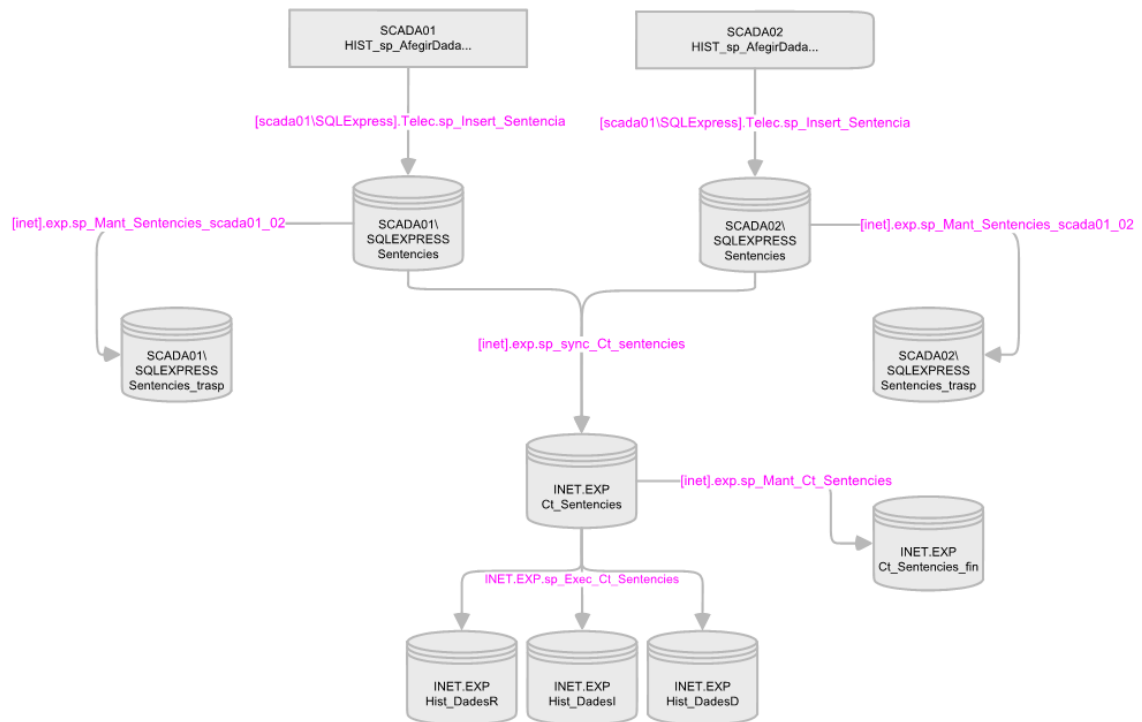 SCADA01
HIST_sp_AfegirDada...
SCADA02
HIST_sp_AfegirDada...
[scada01\SQLExpress].Telec.sp_Insert_Sentencia
[scada01\SQLExpress].Telec.sp_Insert_Sentencia
[inet].exp.sp_Mant_Sentencies_scada01_02
SCADA01\
SQLEXPRESS
Sentencies
SCADA02\
SQLEXPRESS
Sentencies
[inet].exp.sp_Mant_Sentencies_scada01_02
SCADA01\
SQLEXPRESS
Sentencies_trasp
[inet].exp.sp_sync_Ct_sentencies
SCADA02\
SQLEXPRESS
Sentencies_trasp
INET.EXP
Ct_Sentencies
[inet].exp.sp_Mant_Ct_Sentencies
INET.EXP
Ct_Sentencies_fin
INET.EXP.sp_Exec_Ct_Sentencies
INET.EXP
Hist_DadesR
INET.EXP
Hist_DadesI
INET.EXP
Hist_DadesD